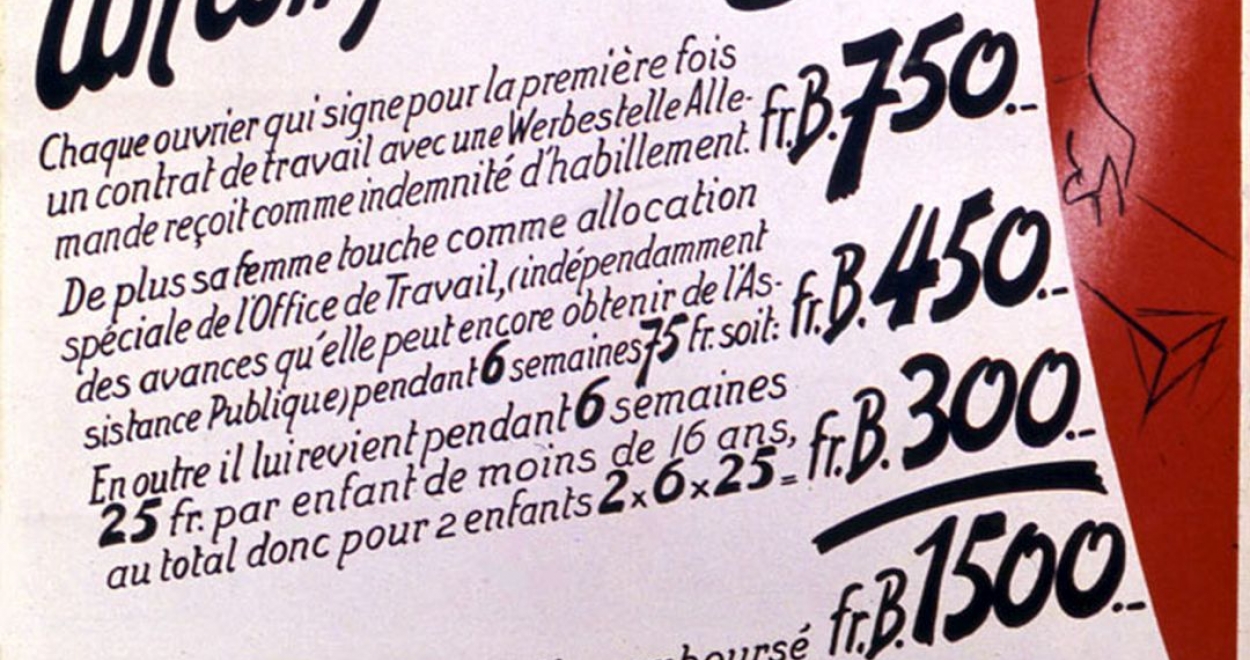 Chaque ouvrier qui signe pour la première fois
un contrat de travail avec une Werbestelle Alle-
mande reçoit comme indemnité d'habillement. fr.B. 750.--
De plus sa femme touche comme allocation
spéciale de l'Office de Travail, (indépendamment
des avances qu'elle peut encore obtenir de l'As-
sistance Publique) pendant 6 semaines 75 fr. soit: fr.B. 450.--
En outre il lui revient pendant 6 semaines
25 fr. par enfant de moins de 16 ans,
au total donc pour 2 enfants 2x6x25.= fr.B. 300.--
fr.B. 1500.--